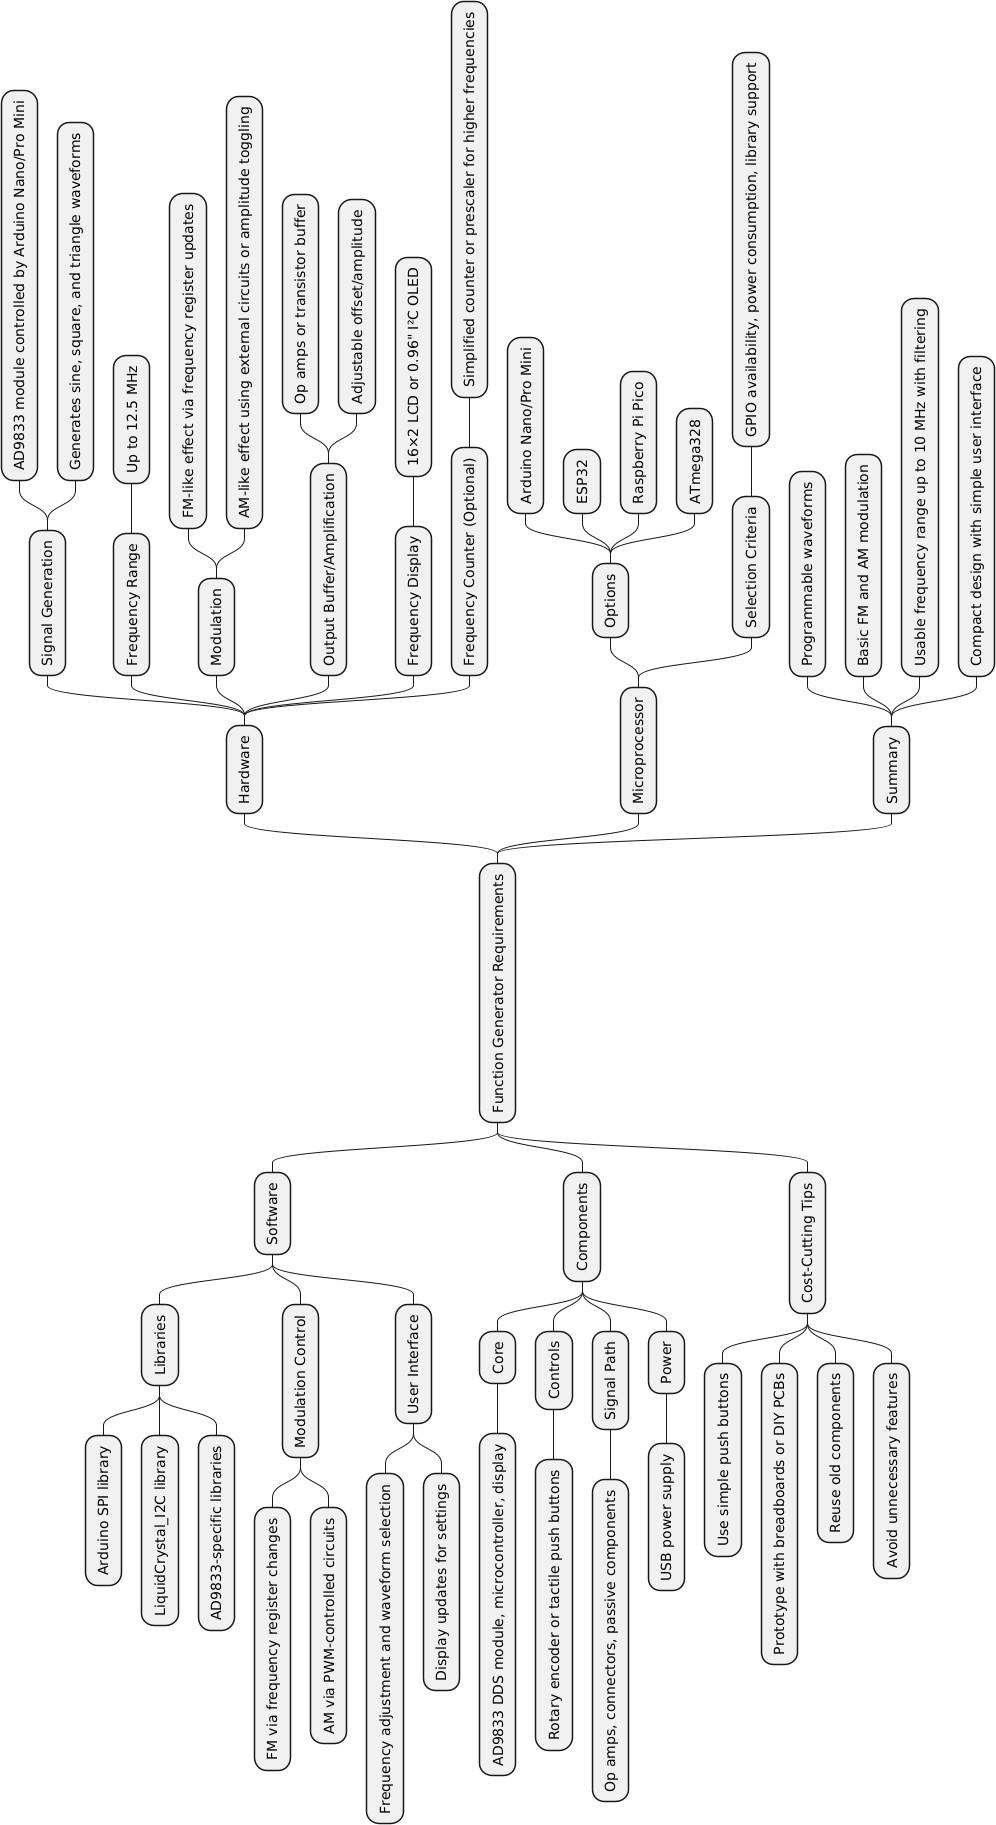 Function Generator Requirements
Hardware
Signal Generation
AD9833 module controlled by Arduino Nano/Pro Mini
Generates sine, square, and triangle waveforms
Frequency Range
Up to 12.5 MHz
Modulation
FM-like effect via frequency register updates
AM-like effect using external circuits or amplitude toggling
Output Buffer/Amplification
Op amps or transistor buffer
Adjustable offset/amplitude
Frequency Display
16×2 LCD or 0.96" I²C OLED
Frequency Counter (Optional)
Simplified counter or prescaler for higher frequencies
Microprocessor
Options
Arduino Nano/Pro Mini
ESP32
Raspberry Pi Pico
ATmega328
Selection Criteria
GPIO availability, power consumption, library support
Summary
Programmable waveforms
Basic FM and AM modulation
Usable frequency range up to 10 MHz with filtering
Compact design with simple user interface
Software
Libraries
Arduino SPI library
LiquidCrystal_I2C library
AD9833-specific libraries
Modulation Control
FM via frequency register changes
AM via PWM-controlled circuits
User Interface
Frequency adjustment and waveform selection
Display updates for settings
Components
Core
AD9833 DDS module, microcontroller, display
Controls
Rotary encoder or tactile push buttons
Signal Path
Op amps, connectors, passive components
Power
USB power supply
Cost-Cutting Tips
Use simple push buttons
Prototype with breadboards or DIY PCBs
Reuse old components
Avoid unnecessary features